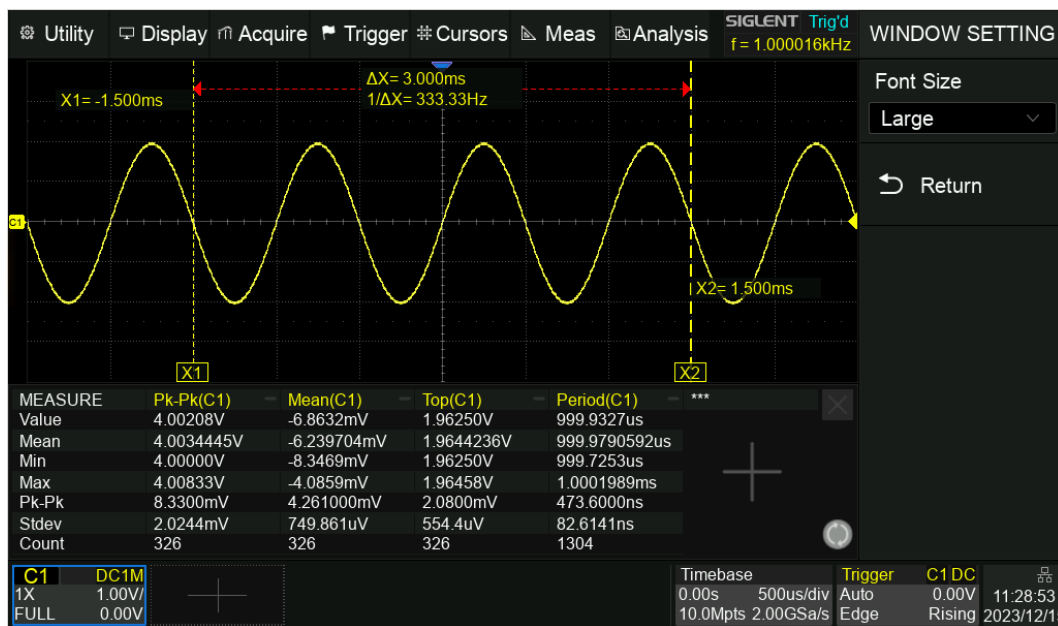 Utility Display Acquire Trigger Cursors Meas Analysis SIGLENT Trig'd
f = 1.000016kHz
WINDOW SETTING
Font Size
Large
Return
ΔX= 3.000ms
1/ΔX= 333.33Hz
X1= -1.500ms
C1
X2= 1.500ms
X1 X2
MEASURE Pk-Pk(C1) Mean(C1) Top(C1) Period(C1) ***
Value 4.00208V -6.8632mV 1.96250V 999.9327us
Mean 4.0034445V -6.239704mV 1.9644236V 999.9790592us
Min 4.00000V -8.3469mV 1.96250V 999.7253us
Max 4.00833V -4.0859mV 1.96458V 1.0001989ms
Pk-Pk 8.3300mV 4.261000mV 2.0800mV 473.6000ns
Stdev 2.0244mV 749.861uV 554.4uV 82.6141ns
Count 326 326 326 1304
C1 DC1M
1X 1.00V/
FULL 0.00V
Timebase
0.00s 500us/div
10.0Mpts 2.00GSa/s
Trigger C1 DC
Auto 0.00V
Edge Rising
11:28:53
2023/12/1